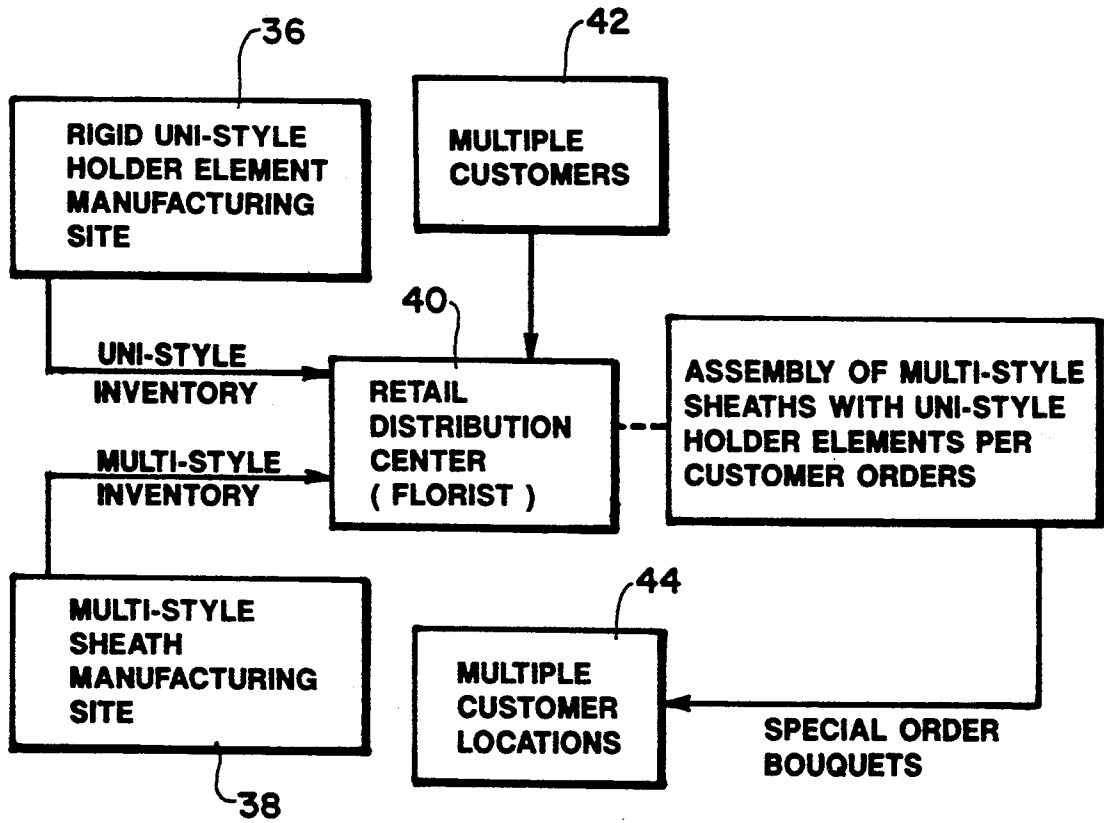 36
RIGID UNI-STYLE
HOLDER ELEMENT
MANUFACTURING
SITE
42
MULTIPLE
CUSTOMERS
UNI-STYLE
INVENTORY
MULTI-STYLE
INVENTORY
40
RETAIL
DISTRIBUTION
CENTER
( FLORIST )
ASSEMBLY OF MULTI-STYLE
SHEATHS WITH UNI-STYLE
HOLDER ELEMENTS PER
CUSTOMER ORDERS
MULTI-STYLE
SHEATH
MANUFACTURING
SITE
38
44
MULTIPLE
CUSTOMER
LOCATIONS
SPECIAL ORDER
BOUQUETS